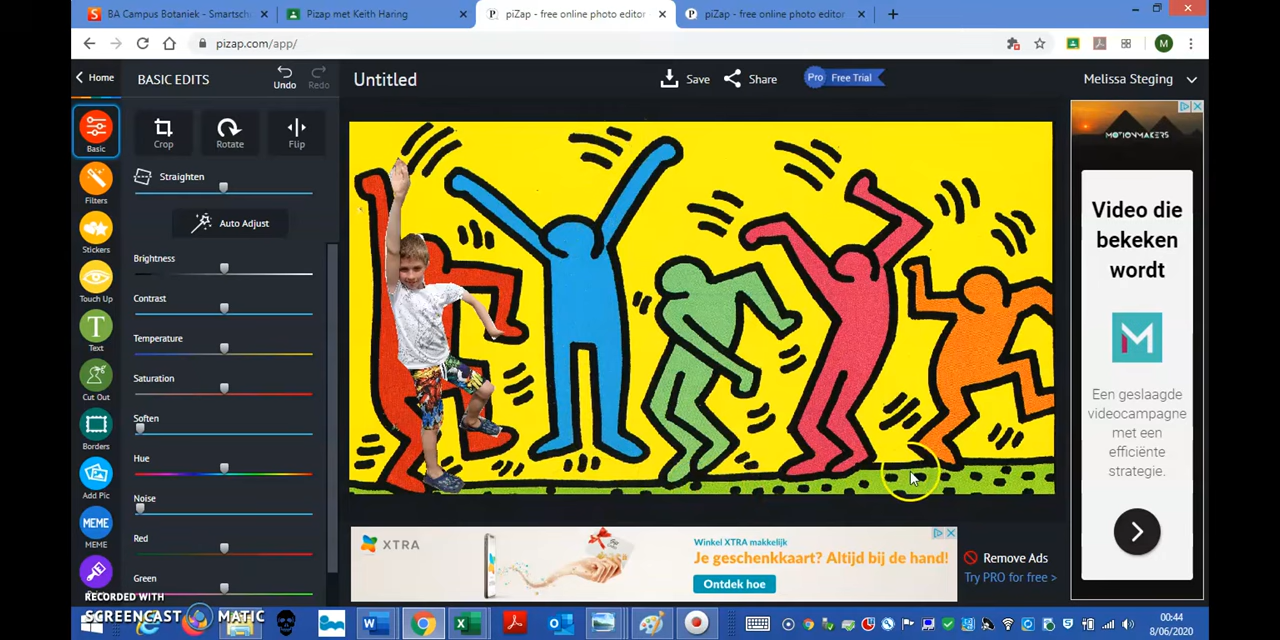 BA Campus Botaniek - Smartsch
Pizap met Keith Haring
piZap - free online photo editor
piZap - free online photo editor
pizap.com/app/
M
Home
BASIC EDITS
Undo
Redo
Untitled
Save
Share
Pro
Free Trial
Melissa Steging
Basic
Crop
Rotate
Flip
Filters
Straighten
Auto Adjust
Stickers
Brightness
Touch Up
Contrast
Text
Temperature
Cut Out
Saturation
Borders
Soften
Add Pic
Hue
MEME
MEME
Noise
Red
Green
MOTIONMAKERS
Video die
bekeken
wordt
M
Een geslaagde
videocampagne
met een
efficiënte
strategie.
XTRA
Winkel XTRA makkelijk
Je geschenkkaart? Altijd bij de hand!
Ontdek hoe
Remove Ads
Try PRO for free >
RECORDED WITH
SCREENCAST MATIC
00:44
8/06/2020